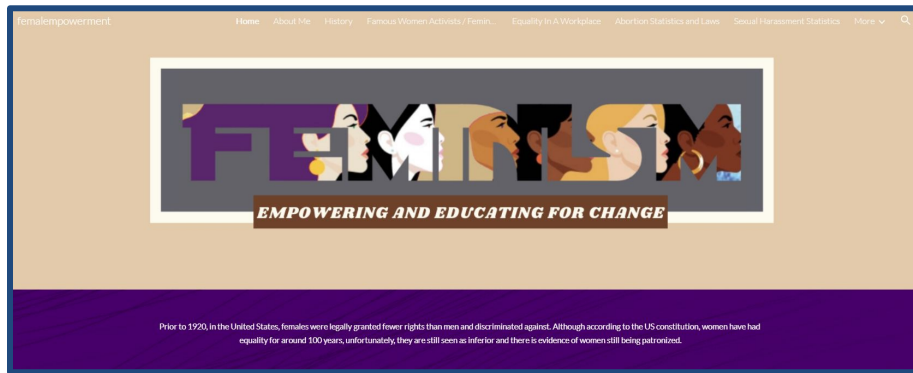 femalempowerment
Home About Me History Famous Women Activists / Femin... Equality In A Workplace Abortion Statistics and Laws Sexual Harassment Statistics More
FEMINISM
EMPOWERING AND EDUCATING FOR CHANGE
Prior to 1920, in the United States, females were legally granted fewer rights than men and discriminated against. Although according to the US constitution, women have had
equality for around 100 years, unfortunately, they are still seen as inferior and there is evidence of women still being patronized.